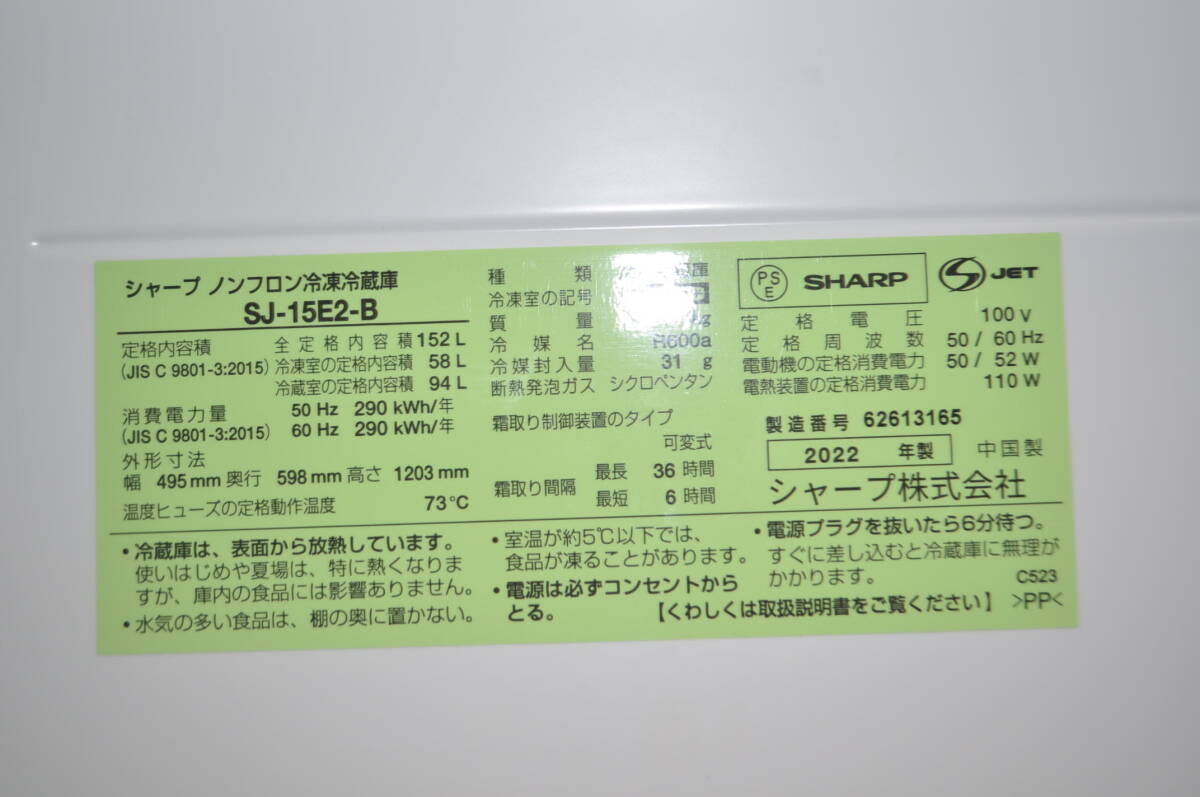 シャープ ノンフロン冷凍冷蔵庫
SJ-15E2-B
定格内容積
(JIS C 9801-3:2015)
全定格内容積 152 L
冷凍室の定格内容積 58 L
冷蔵室の定格内容積 94 L
消費電力量
(JIS C 9801-3:2015)
50 Hz 290 kWh/年
60 Hz 290 kWh/年
外形寸法
幅 495 mm 奥行 598 mm 高さ 1203 mm
温度ヒューズの定格動作温度 73℃
種類 庫
冷凍室の記号
質量 kg
冷媒名 R600a
冷媒封入量 31 g
断熱発泡ガス シクロペンタン
霜取り制御装置のタイプ
可変式
霜取り間隔
最長 36 時間
最短 6 時間
PSE SHARP JET
定格電圧 100 V
定格周波数 50 / 60 Hz
電動機の定格消費電力 50 / 52 W
電熱装置の定格消費電力 110 W
製造番号 62613165
2022 年製 中国製
シャープ株式会社
・冷蔵庫は、表面から放熱しています。
使いはじめや夏場は、特に熱くなりま
すが、庫内の食品には影響ありません。
・水気の多い食品は、棚の奥に置かない。
・室温が約5℃以下では、
食品が凍ることがあります。
・電源は必ずコンセントから
とる。
・電源プラグを抜いたら6分待つ。
すぐに差し込むと冷蔵庫に無理が
かかります。
C523
【くわしくは取扱説明書をご覧ください】 >PP<